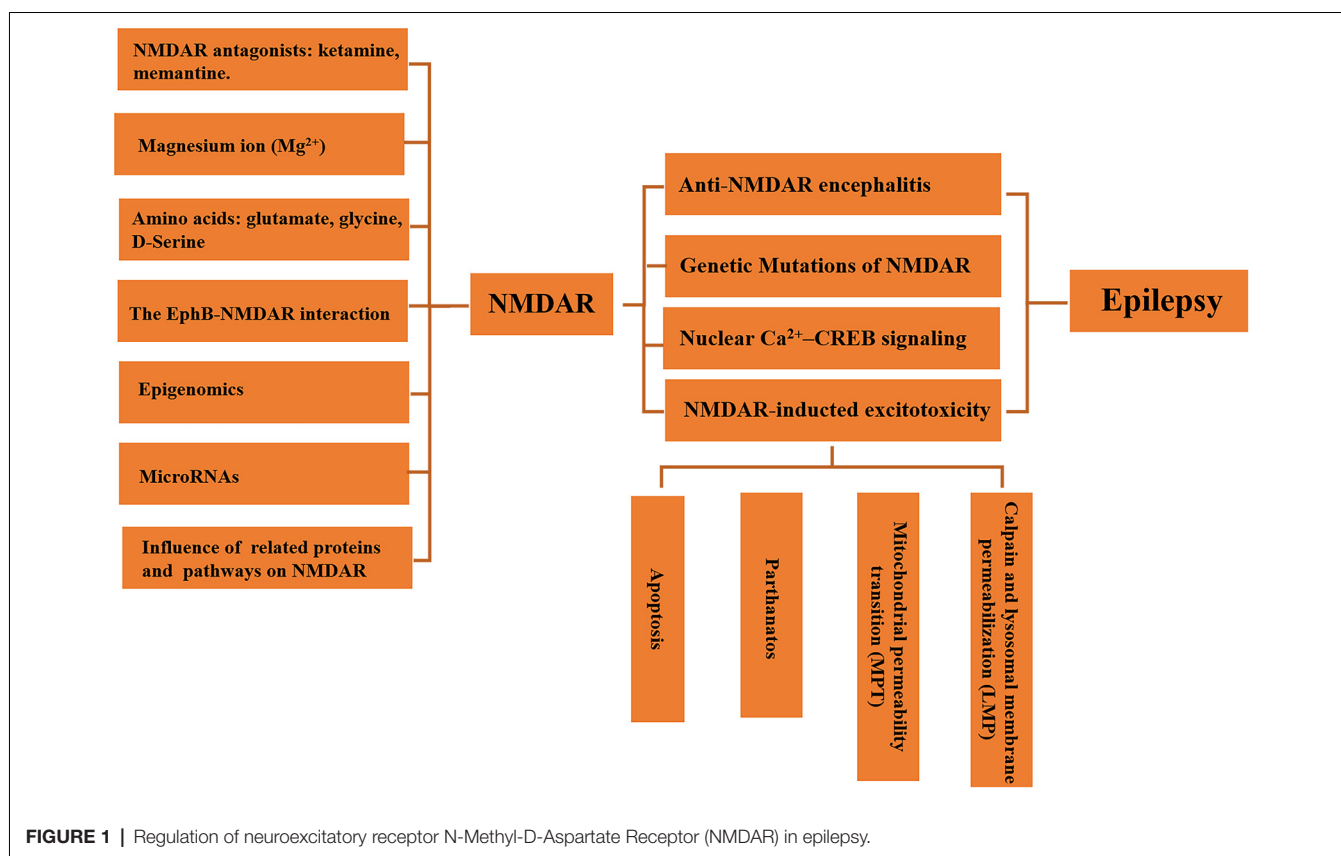 NMDAR antagonists: ketamine,
memantine.
Magnesium ion (Mg²⁺)
Amino acids: glutamate, glycine,
D-Serine
The EphB-NMDAR interaction
Epigenomics
MicroRNAs
Influence of related proteins
and pathways on NMDAR
NMDAR
Anti-NMDAR encephalitis
Genetic Mutations of NMDAR
Nuclear Ca²⁺–CREB signaling
NMDAR-inducted excitotoxicity
Epilepsy
Apoptosis
Parthanatos
Mitochondrial permeability
transition (MPT)
Calpain and lysosomal membrane
permeabilization (LMP)
FIGURE 1 | Regulation of neuroexcitatory receptor N-Methyl-D-Aspartate Receptor (NMDAR) in epilepsy.